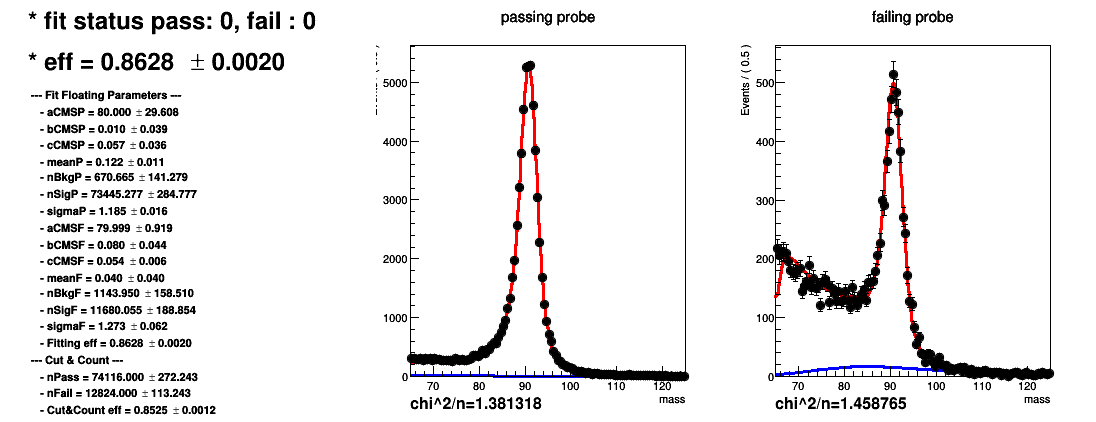 * fit status pass: 0, fail : 0
* eff = 0.8628 ± 0.0020
--- Fit Floating Parameters ---
- aCMSP = 80.000 ± 29.608
- bCMSP = 0.010 ± 0.039
- cCMSP = 0.057 ± 0.036
- meanP = 0.122 ± 0.011
- nBkgP = 670.665 ± 141.279
- nSigP = 73445.277 ± 284.777
- sigmaP = 1.185 ± 0.016
- aCMSF = 79.999 ± 0.919
- bCMSF = 0.080 ± 0.044
- cCMSF = 0.054 ± 0.006
- meanF = 0.040 ± 0.040
- nBkgF = 1143.950 ± 158.510
- nSigF = 11680.055 ± 188.854
- sigmaF = 1.273 ± 0.062
- Fitting eff = 0.8628 ± 0.0020
--- Cut & Count ---
- nPass = 74116.000 ± 272.243
- nFail = 12824.000 ± 113.243
- Cut&Count eff = 0.8525 ± 0.0012
passing probe
5000
4000
3000
2000
1000
0
70 80 90 100 110 120
mass
chi^2/n=1.381318
failing probe
Events / ( 0.5 )
500
400
300
200
100
0
70 80 90 100 110 120
mass
chi^2/n=1.458765